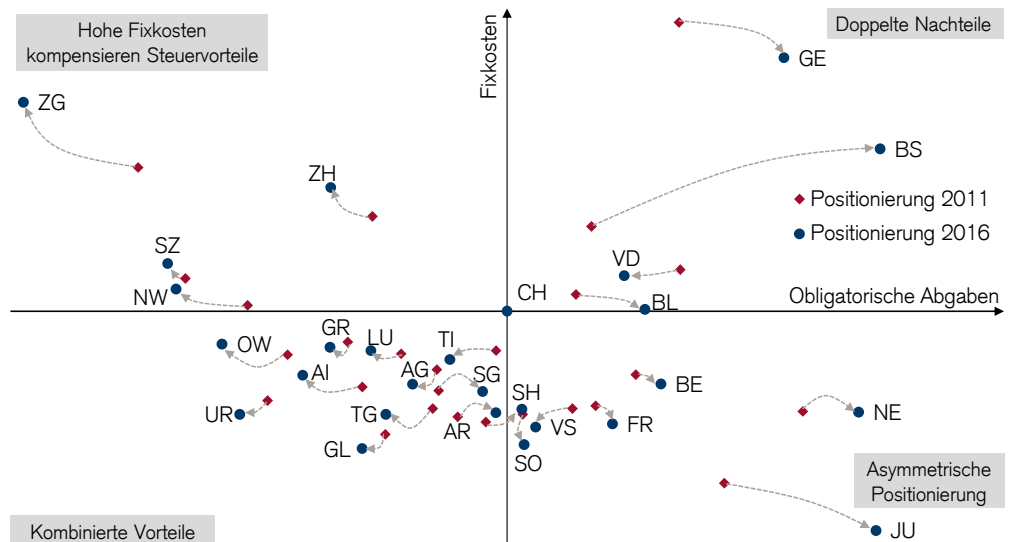 Hohe Fixkosten
kompensieren Steuervorteile
Fixkosten
Doppelte Nachteile
GE
ZG
BS
ZH
Positionierung 2011
Positionierung 2016
SZ
VD
NW
CH
BL
Obligatorische Abgaben
OW
GR
LU
TI
AI
AG
SG
BE
UR
TG
AR
SH
VS
FR
NE
GL
SO
Asymmetrische
Positionierung
Kombinierte Vorteile
JU